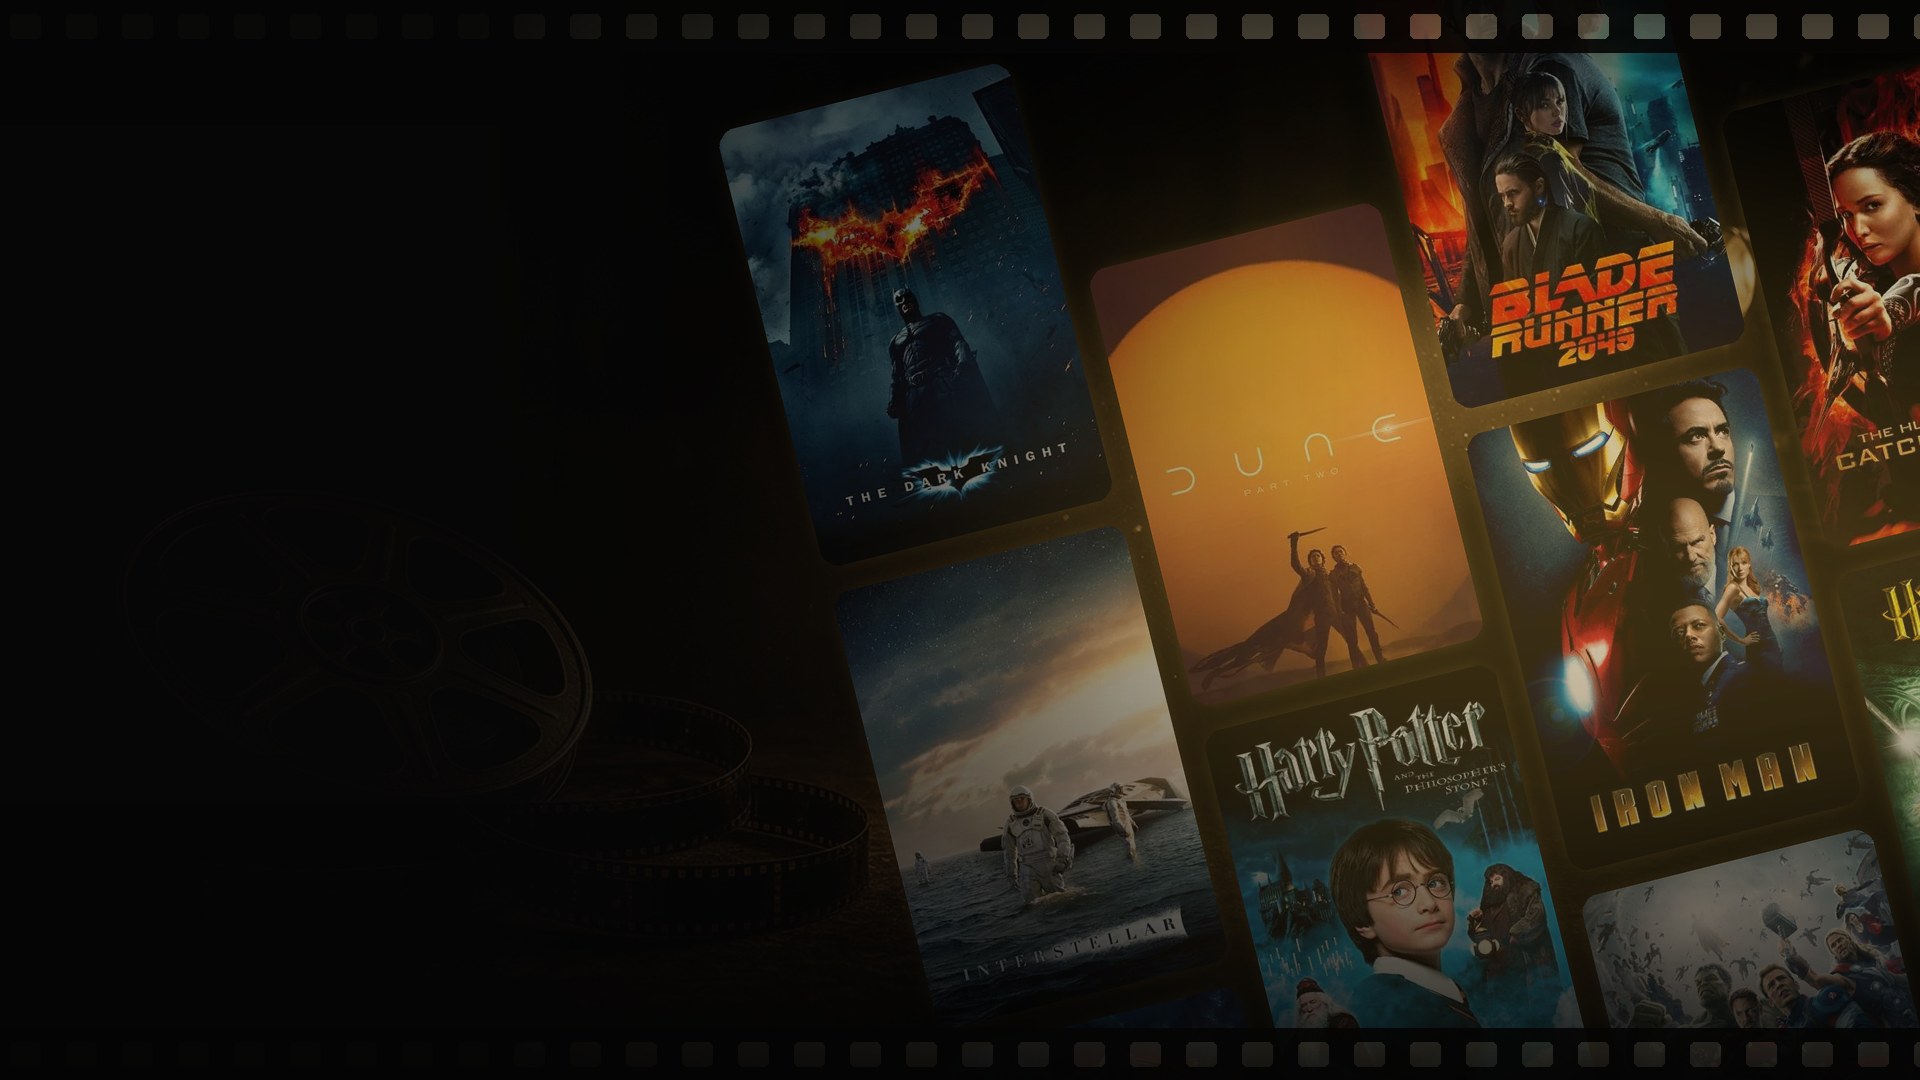 THE DARK KNIGHT
DUNE
PART TWO
BLADE
RUNNER
2049
THE HU
CATC
INTERSTELLAR
Harry Potter
AND THE
PHILOSOPHER'S
STONE
IRON MAN
H